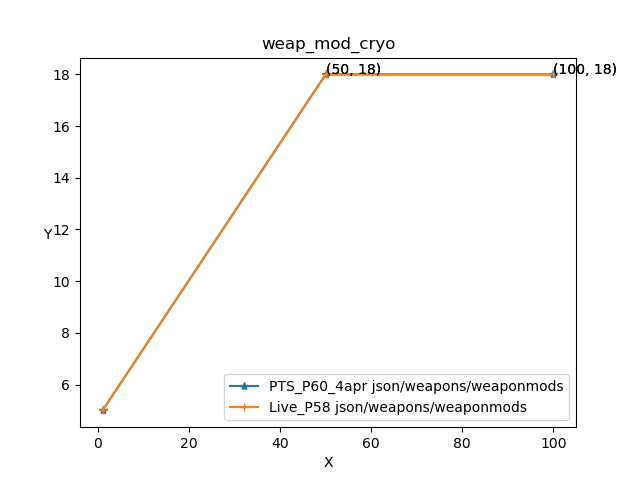 weap_mod_cryo
18
16
14
12
10
8
6
Y
(50, 18)
(100, 18)
PTS_P60_4apr json/weapons/weaponmods
Live_P58 json/weapons/weaponmods
0 20 40 60 80 100
X